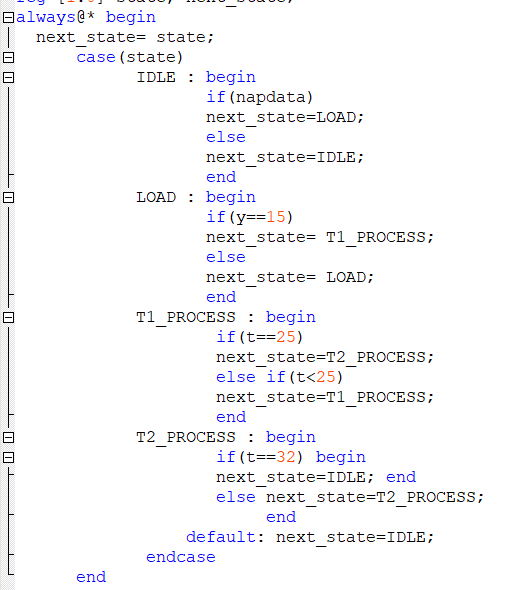 always@* begin
next_state= state;
case(state)
IDLE : begin
if(napdata)
next_state=LOAD;
else
next_state=IDLE;
end
LOAD : begin
if(y==15)
next_state= T1_PROCESS;
else
next_state= LOAD;
end
T1_PROCESS : begin
if(t==25)
next_state=T2_PROCESS;
else if(t<25)
next_state=T1_PROCESS;
end
T2_PROCESS : begin
if(t==32) begin
next_state=IDLE; end
else next_state=T2_PROCESS;
end
default: next_state=IDLE;
endcase
end